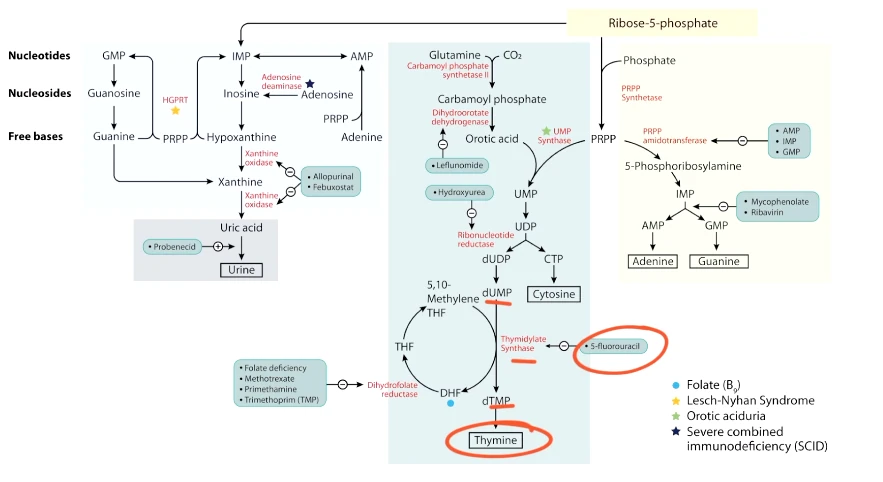 Ribose-5-phosphate
Nucleotides
GMP
IMP
AMP
Nucleosides
Guanosine
HGPRT
Inosine
Adenosine
deaminase
Adenosine
PRPP
Free bases
Guanine
PRPP
Hypoxanthine
Adenine
Xanthine
oxidase
• Allopurinal
• Febuxostat
Xanthine
Xanthine
oxidase
Uric acid
• Probenecid
Urine
Glutamine
CO₂
Carbamoyl phosphate
synthetase II
Carbamoyl phosphate
Dihydroorotate
dehydrogenase
Orotic acid
UMP
Synthase
• Leflunomide
• Hydroxyurea
UMP
Ribonucleotide
reductase
UDP
dUDP
CTP
Cytosine
dUMP
5,10-
Methylene
THF
THF
DHF
Thymidylate
Synthase
• 5-fluorouracil
dTMP
Thymine
• Folate deficiency
• Methotrexate
• Primethamine
• Trimethoprim (TMP)
Dihydrofolate
reductase
Phosphate
PRPP
Synthetase
PRPP
PRPP
amidotransferase
• AMP
• IMP
• GMP
5-Phosphoribosylamine
IMP
• Mycophenolate
• Ribavirin
AMP
GMP
Adenine
Guanine
Folate (B₉)
Lesch-Nyhan Syndrome
Orotic aciduria
Severe combined
immunodeficiency (SCID)